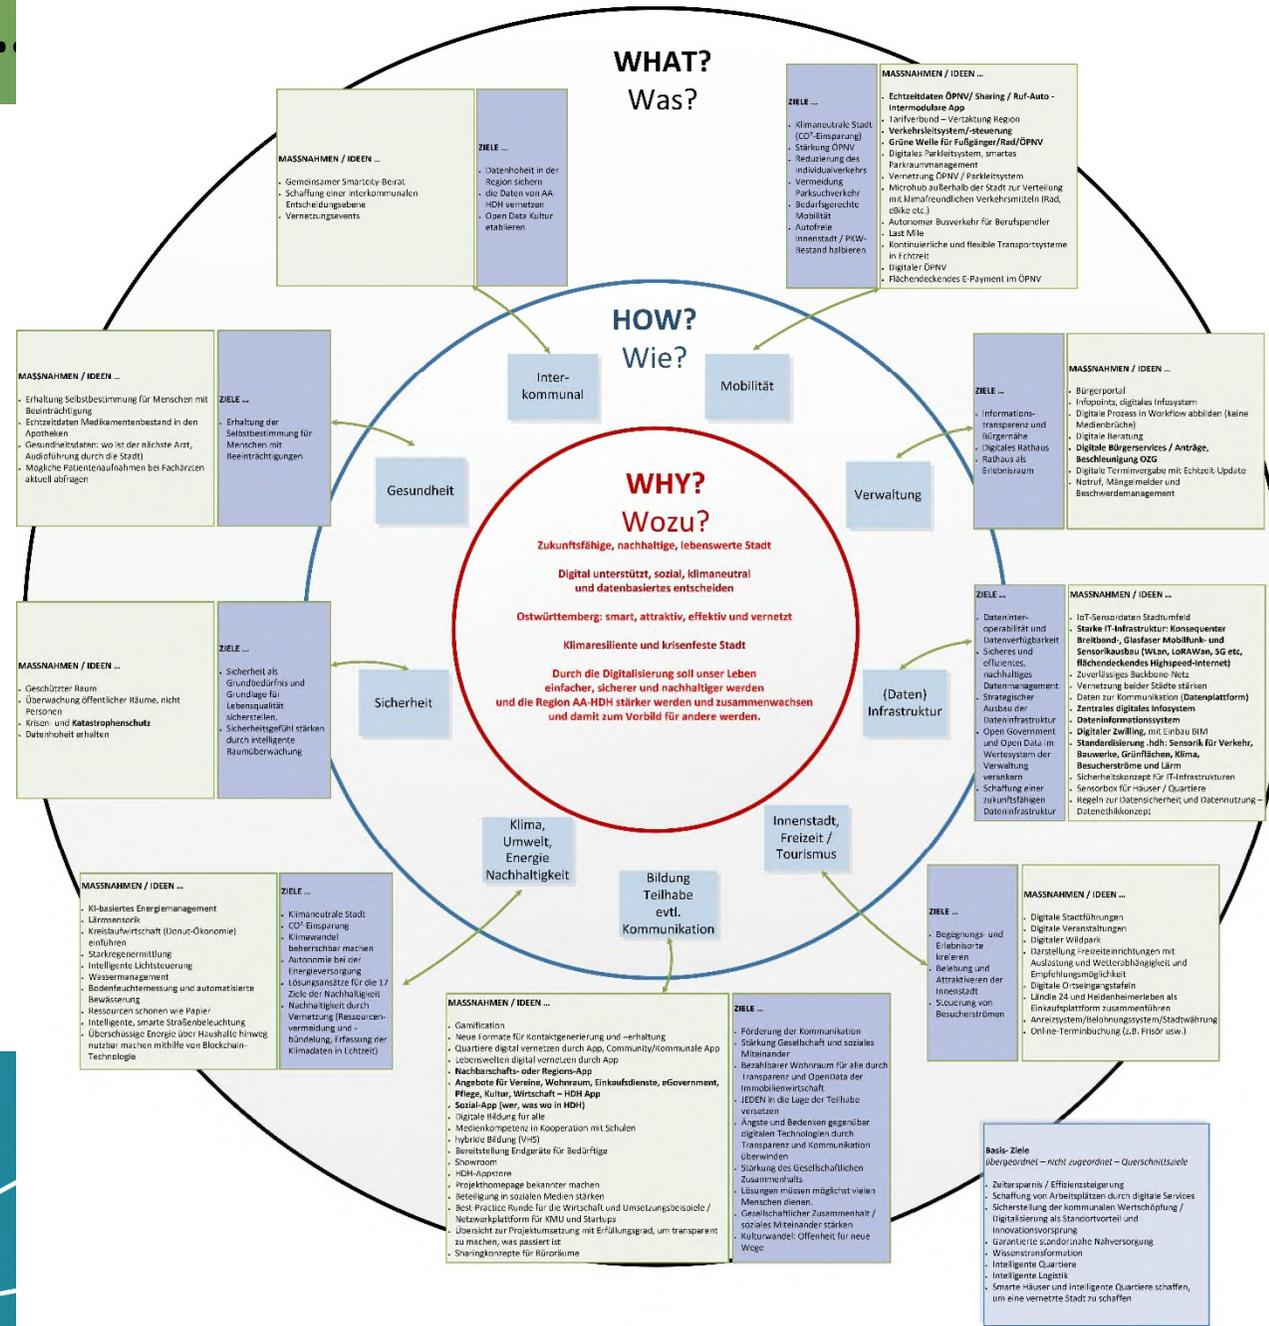 WHAT?
Was?
MASSNAHMEN / IDEEN ...
Gemeinsamer Smartcity-Beirat
Schaffung einer interkommunalen
Entscheidungsebene
Vernetzungsevents
ZIELE ...
Datenhoheit in der
Region sichern
die Daten von AA-
HDH vernetzen
Open Data Kultur
etablieren
ZIELE ...
Klimaneutrale Stadt
(CO²-Einsparung)
Stärkung ÖPNV
Reduzierung des
Individualverkehrs
Vermeidung
Parksuchverkehr
Bedarfsgerechte
Mobilität
Autofreie
Innenstadt / PKW-
Bestand halbieren
MASSNAHMEN / IDEEN ...
Echtzeitdaten ÖPNV/ Sharing / Ruf-Auto -
Intermodulare App
Tarifverbund – Vertaktung Region
Verkehrsleitsystem/-steuerung
Grüne Welle für Fußgänger/Rad/ÖPNV
Digitales Parkleitsystem, smartes
Parkraummanagement
Vernetzung ÖPNV / Parkleitsystem
Microhub außerhalb der Stadt zur Verteilung
mit klimafreundlichen Verkehrsmitteln (Rad,
eBike etc.)
Autonomer Busverkehr für Berufspendler
Last Mile
Kontinuierliche und flexible Transportsysteme
in Echtzeit
Digitaler ÖPNV
Flächendeckendes E-Payment im ÖPNV
HOW?
Wie?
Inter-
kommunal
Mobilität
MASSNAHMEN / IDEEN ...
Erhaltung Selbstbestimmung für Menschen mit
Beeinträchtigung
Echtzeitdaten Medikamentenbestand in den
Apotheken
Gesundheitsdaten: wo ist der nächste Arzt,
Audioführung durch die Stadt)
Mögliche Patientenaufnahmen bei Fachärzten
aktuell abfragen
ZIELE ...
Erhaltung der
Selbstbestimmung für
Menschen mit
Beeinträchtigungen
Gesundheit
Verwaltung
ZIELE ...
Informations-
transparenz und
Bürgernähe
Digitales Rathaus
Rathaus als
Erlebnisraum
MASSNAHMEN / IDEEN ...
Bürgerportal
Infopoints, digitales Infosystem
Digitale Prozess in Workflow abbilden (keine
Medienbrüche)
Digitale Beratung
Digitale Bürgerservices / Anträge,
Beschleunigung OZG
Digitale Terminvergabe mit Echtzeit-Update
Notruf, Mängelmelder und
Beschwerdemanagement
WHY?
Wozu?
Zukunftsfähige, nachhaltige, lebenswerte Stadt
Digital unterstützt, sozial, klimaneutral
und datenbasiertes entscheiden
Ostwürttemberg: smart, attraktiv, effektiv und vernetzt
Klimaresiliente und krisenfeste Stadt
Durch die Digitalisierung soll unser Leben
einfacher, sicherer und nachhaltiger werden
und die Region AA-HDH stärker werden und zusammenwachsen
und damit zum Vorbild für andere werden.
MASSNAHMEN / IDEEN ...
Geschützter Raum
Überwachung öffentlicher Räume, nicht
Personen
Krisen- und Katastrophenschutz
Datenhoheit erhalten
ZIELE ...
Sicherheit als
Grundbedürfnis und
Grundlage für
Lebensqualität
sicherstellen.
Sicherheitsgefühl stärken
durch intelligente
Raumüberwachung
Sicherheit
(Daten)
Infrastruktur
ZIELE ...
Dateninter-
operabilität und
Datenverfügbarkeit
Sicheres und
effizientes,
nachhaltiges
Datenmanagement
Strategischer
Ausbau der
Dateninfrastruktur
Open Government
und Open Data im
Wertesystem der
Verwaltung
verankern
Schaffung einer
zukunftsfähigen
Dateninfrastruktur
MASSNAHMEN / IDEEN ...
IoT-Sensordaten Stadtumfeld
Starke IT-Infrastruktur: Konsequenter
Breitband-, Glasfaser Mobilfunk- und
Sensorikausbau (WLan, LoRAWan, 5G etc,
flächendeckendes Highspeed-Internet)
Zuverlässiges Backbone-Netz
Vernetzung beider Städte stärken
Daten zur Kommunikation (Datenplattform)
Zentrales digitales Infosystem
Dateninformationssystem
Digitaler Zwilling, mit Einbau BIM
Standardisierung .hdh: Sensorik für Verkehr,
Bauwerke, Grünflächen, Klima,
Besucherströme und Lärm
Sicherheitskonzept für IT-Infrastrukturen
Sensorbox für Häuser / Quartiere
Regeln zur Datensicherheit und Datennutzung –
Datenethikkonzept
Klima,
Umwelt,
Energie
Nachhaltigkeit
Bildung
Teilhabe
evtl.
Kommunikation
Innenstadt,
Freizeit /
Tourismus
MASSNAHMEN / IDEEN ...
KI-basiertes Energiemanagement
Lärmsensorik
Kreislaufwirtschaft (Donut-Ökonomie)
einführen
Starkregenermittlung
Intelligente Lichtsteuerung
Wassermanagement
Bodenfeuchtemessung und automatisierte
Bewässerung
Ressourcen schonen wie Papier
Intelligente, smarte Straßenbeleuchtung
Überschüssige Energie über Haushalte hinweg
nutzbar machen mithilfe von Blockchain-
Technologie
ZIELE ...
Klimaneutrale Stadt
CO²-Einsparung
Klimawandel
beherrschbar machen
Autonomie bei der
Energieversorgung
Lösungsansätze für die 17
Ziele der Nachhaltigkeit
Nachhaltigkeit durch
Vernetzung (Ressourcen-
vermeidung und -
bündelung, Erfassung der
Klimadaten in Echtzeit)
MASSNAHMEN / IDEEN ...
Gamification
Neue Formate für Kontaktgenerierung und –erhaltung
Quartiere digital vernetzen durch App, Community/Kommunale App
Lebenswelten digital vernetzen durch App
Nachbarschafts- oder Regions-App
Angebote für Vereine, Wohnraum, Einkaufsdienste, eGovernment,
Pflege, Kultur, Wirtschaft – HDH App
Sozial-App (wer, was wo in HDH)
Digitale Bildung für alle
Medienkompetenz in Kooperation mit Schulen
hybride Bildung (VHS)
Bereitstellung Endgeräte für Bedürftige
Showroom
HDH-Appstore
Projekthomepage bekannter machen
Beteiligung in sozialen Medien stärken
Best-Practice Runde für die Wirtschaft und Umsetzungsbeispiele /
Netzwerkplattform für KMU und Startups
Übersicht zur Projektumsetzung mit Erfüllungsgrad, um transparent
zu machen, was passiert ist
Sharingkonzepte für Büroräume
ZIELE ...
Förderung der Kommunikation
Stärkung Gesellschaft und soziales
Miteinander
Bezahlbarer Wohnraum für alle durch
Transparenz und OpenData der
Immobilienwirtschaft
JEDEN in die Lage der Teilhabe
versetzen
Ängste und Bedenken gegenüber
digitalen Technologien durch
Transparenz und Kommunikation
überwinden
Stärkung des Gesellschaftlichen
Zusammenhalts
Lösungen müssen möglichst vielen
Menschen dienen.
Gesellschaftlicher Zusammenhalt /
soziales Miteinander stärken
Kulturwandel: Offenheit für neue
Wege
ZIELE ...
Begegnungs- und
Erlebnisorte
kreieren
Belebung und
Attraktiveren der
Innenstadt
Steuerung von
Besucherströmen
MASSNAHMEN / IDEEN ...
Digitale Stadtführungen
Digitale Veranstaltungen
Digitaler Wildpark
Darstellung Freizeiteinrichtungen mit
Auslastung und Wetterabhängigkeit und
Empfehlungsmöglichkeit
Digitale Ortseingangstafeln
Ländle 24 und Heidenheimerleben als
Einkaufsplattform zusammenführen
Anreizsystem/Belohnungssystem/Stadtwährung
Online-Terminbuchung (z.B. Frisör usw.)
Basis- Ziele
übergeordnet – nicht zugeordnet – Querschnittsziele
Zeitersparnis / Effizienzsteigerung
Schaffung von Arbeitsplätzen durch digitale Services
Sicherstellung der kommunalen Wertschöpfung /
Digitalisierung als Standortvorteil und
Innovationsvorsprung
Garantierte standortnahe Nahversorgung
Wissenstransformation
Intelligente Quartiere
Intelligente Logistik
Smarte Häuser und intelligente Quartiere schaffen,
um eine vernetzte Stadt zu schaffen